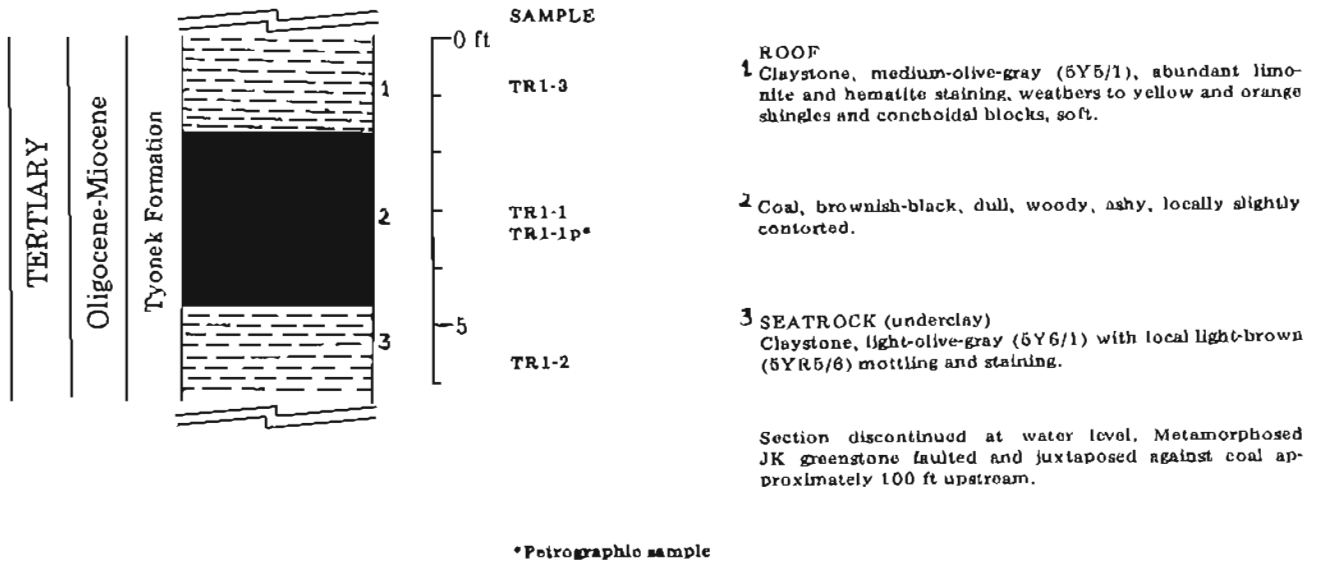 SAMPLE
0 ft
TERTIARY
Oligocene-Miocene
Tyonek Formation
1
2
3
5
TR1-3
TR1-1
TR1-1p*
TR1-2
ROOF
1 Claystone, medium-olive-gray (5Y5/1), abundant limo-
nite and hematite staining, weathers to yellow and orange
shingles and conchoidal blocks, soft.
2 Coal, brownish-black, dull, woody, ashy, locally slightly
contorted.
3 SEATROCK (underclay)
Claystone, light-olive-gray (5Y6/1) with local light-brown
(5YR5/6) mottling and staining.
Section discontinued at water level. Metamorphosed
JK greenstone faulted and juxtaposed against coal ap-
proximately 100 ft upstream.
*Petrographic sample